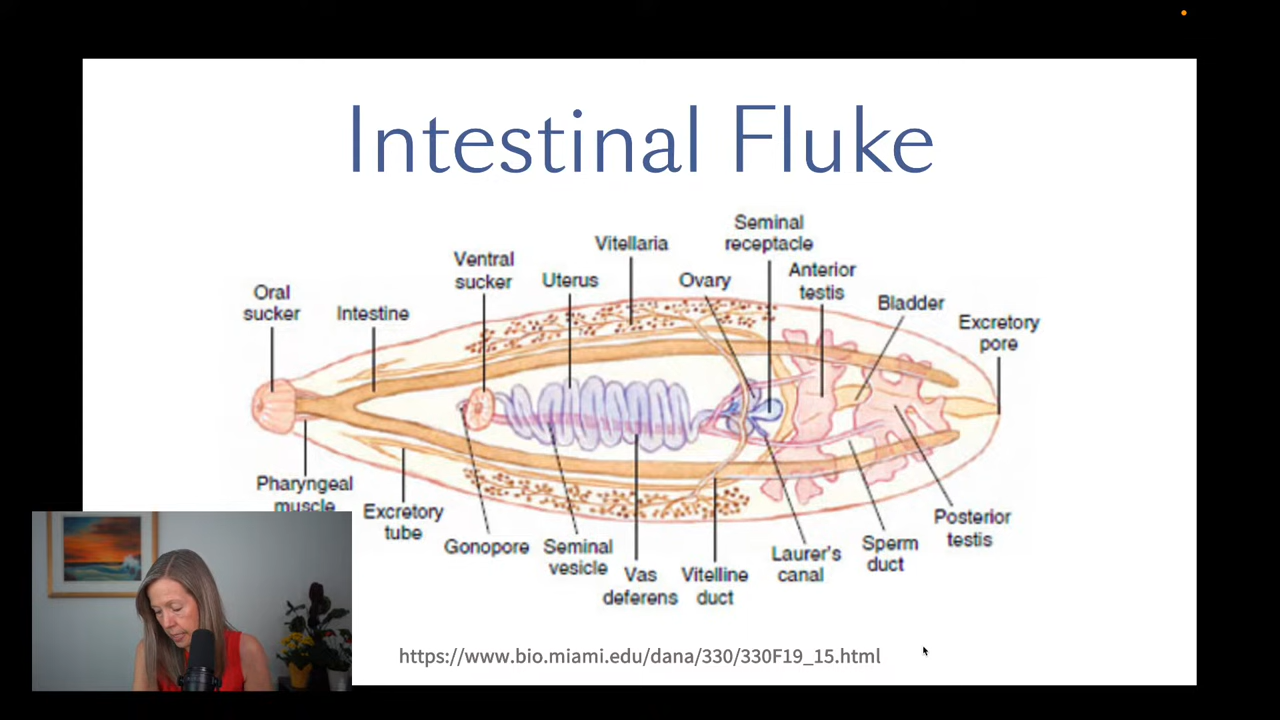 Intestinal Fluke
Seminal
receptacle
Vitellaria
Ventral
sucker
Uterus
Ovary
Anterior
testis
Oral
sucker
Intestine
Bladder
Excretory
pore
Pharyngeal
muscle
Excretory
tube
Gonopore
Seminal
vesicle
Vas
deferens
Vitelline
duct
Laurer's
canal
Sperm
duct
Posterior
testis
https://www.bio.miami.edu/dana/330/330F19_15.html